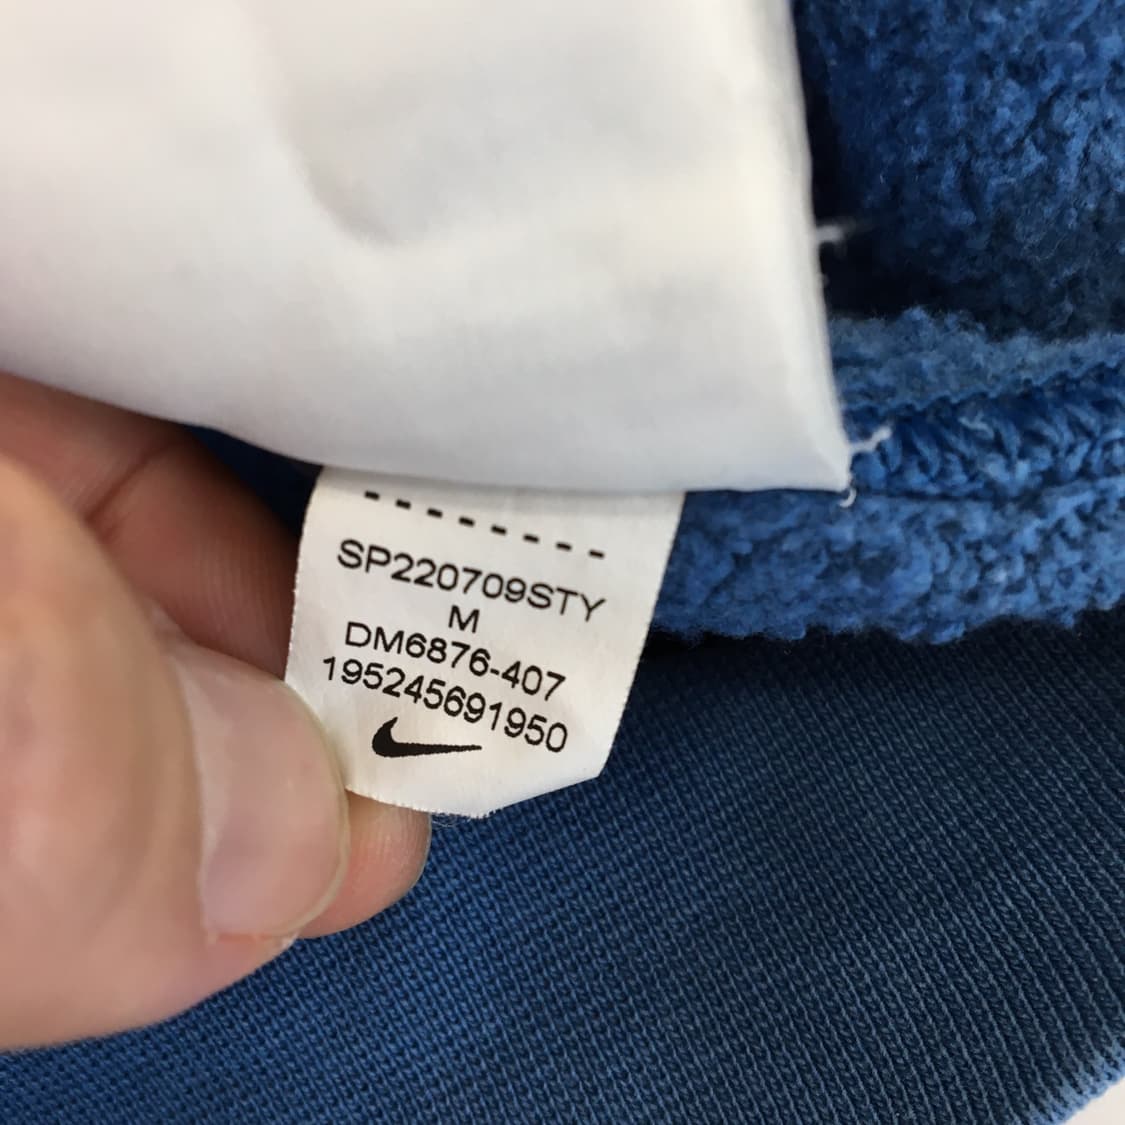 --------
SP220709STY
M
DM6876-407
195245691950